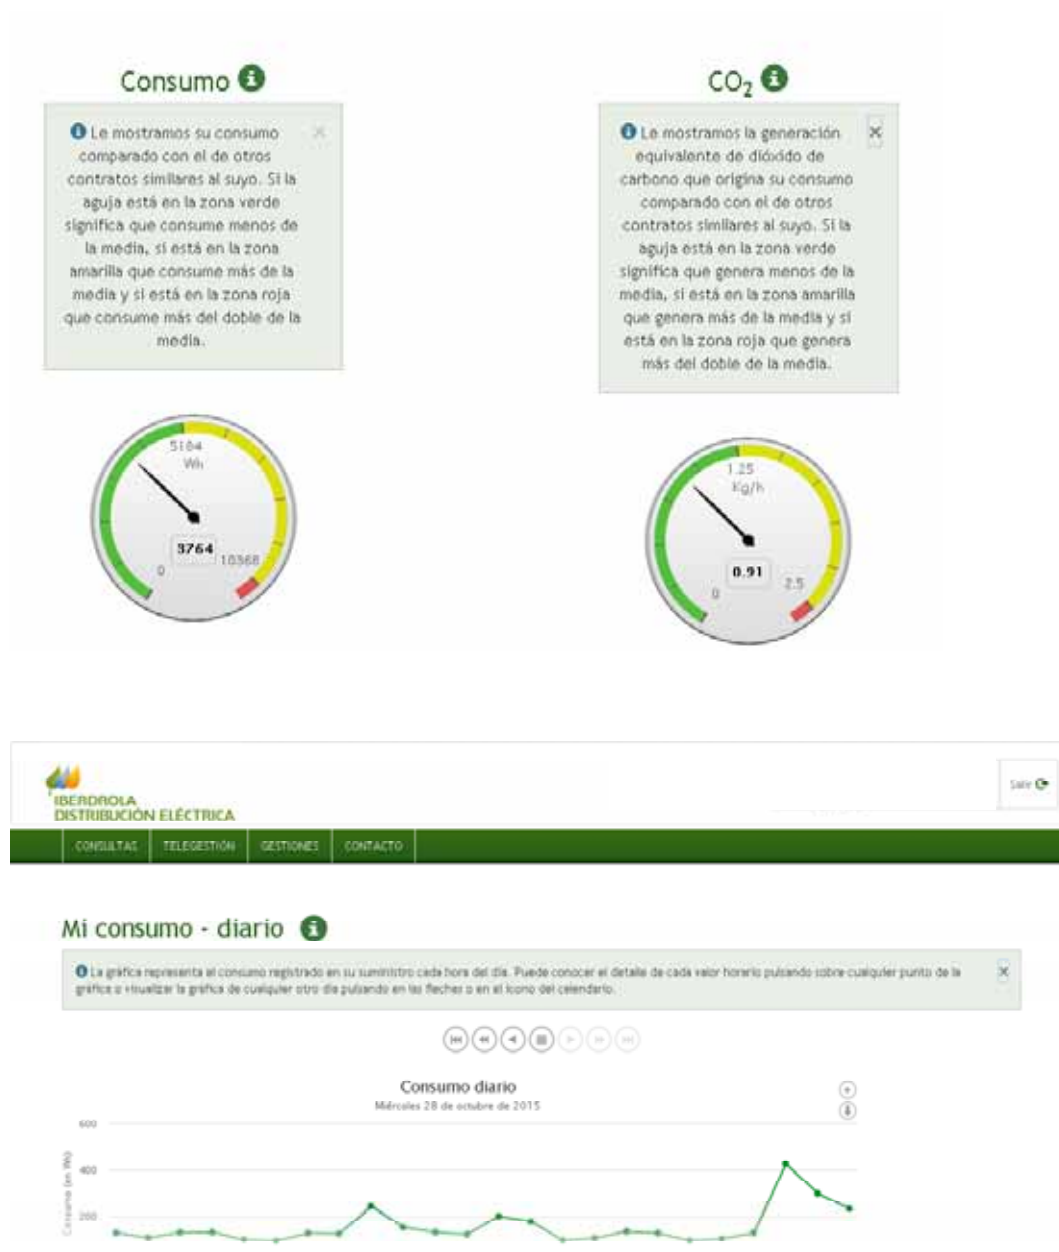 Consumo
Le mostramos su consumo
comparado con el de otros
contratos similares al suyo. Si la
aguja está en la zona verde
significa que consume menos de
la media, si está en la zona
amarilla que consume más de la
media y si está en la zona roja
que consume más del doble de la
media.
5184
Wh
3764
0
10368
CO2
Le mostramos la generación
equivalente de dióxido de
carbono que origina su consumo
comparado con el de otros
contratos similares al suyo. Si la
aguja está en la zona verde
significa que genera menos de la
media, si está en la zona amarilla
que genera más de la media y si
está en la zona roja que genera
más del doble de la media.
1.25
Kg/h
0.91
0
2.5
IBERDROLA
DISTRIBUCIÓN ELÉCTRICA
Salir
CONSULTAS TELEGESTIÓN GESTIONES CONTACTO
Mi consumo - diario
La gráfica representa el consumo registrado en su suministro cada hora del día. Puede conocer el detalle de cada valor horario pulsando sobre cualquier punto de la
gráfica o visualizar la gráfica de cualquier otro día pulsando en las flechas o en el icono del calendario.
Consumo diario
Miércoles 28 de octubre de 2015
600
400
200
Consumo (en Wh)